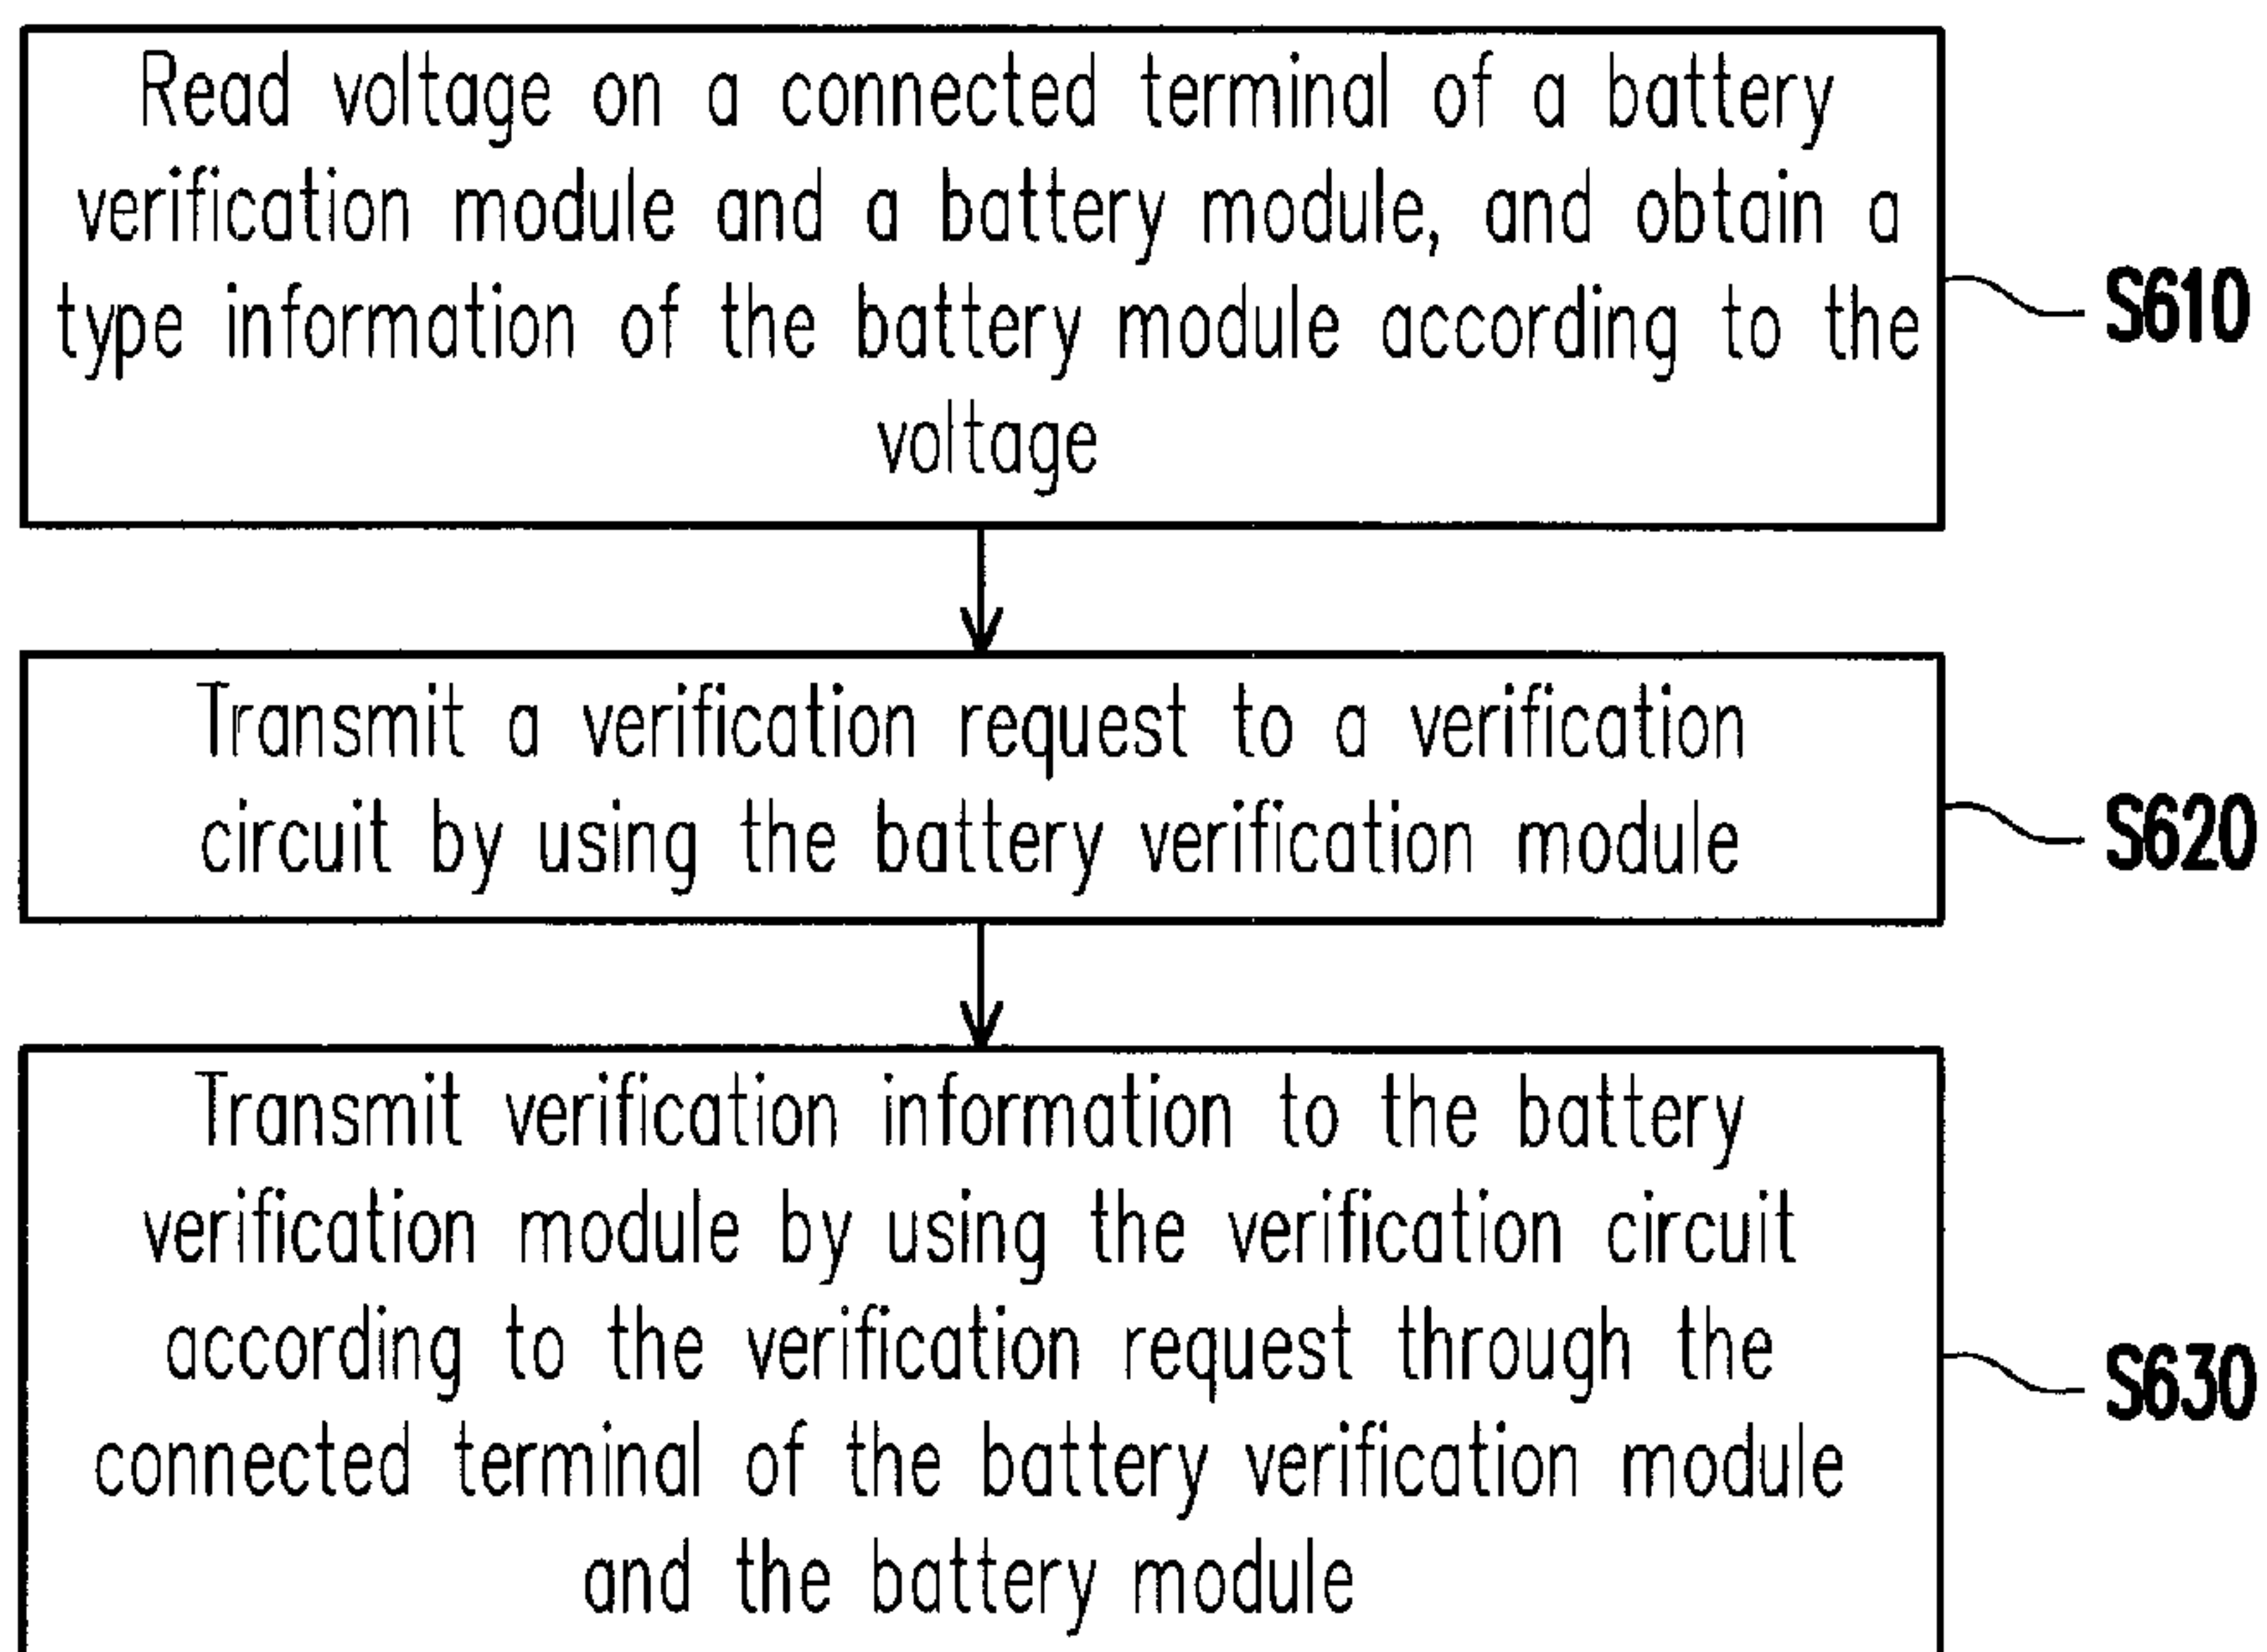 Read voltage on a connected terminal of a battery
verification module and a battery module, and obtain a
type information of the battery module according to the
voltage
S610
Transmit a verification request to a verification
circuit by using the battery verification module
S620
Transmit verification information to the battery
verification module by using the verification circuit
according to the verification request through the
connected terminal of the battery verification module
and the battery module
S630